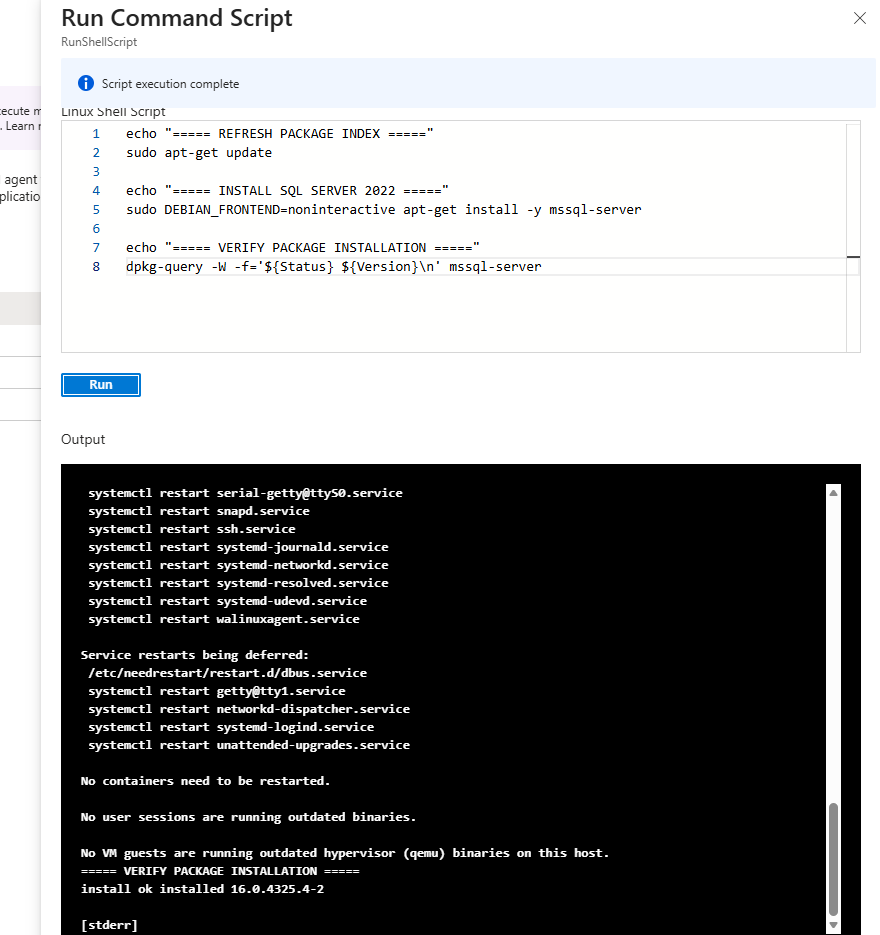 Run Command Script
RunShellScript
Script execution complete
xecute m
. Learn r
agent
plicatio
Linux Shell Script
1 echo "===== REFRESH PACKAGE INDEX ====="
2 sudo apt-get update
3
4 echo "===== INSTALL SQL SERVER 2022 ====="
5 sudo DEBIAN_FRONTEND=noninteractive apt-get install -y mssql-server
6
7 echo "===== VERIFY PACKAGE INSTALLATION ====="
8 dpkg-query -W -f='${Status} ${Version}\n' mssql-server
Run
Output
systemctl restart serial-getty@ttyS0.service
systemctl restart snapd.service
systemctl restart ssh.service
systemctl restart systemd-journald.service
systemctl restart systemd-networkd.service
systemctl restart systemd-resolved.service
systemctl restart systemd-udevd.service
systemctl restart walinuxagent.service
Service restarts being deferred:
/etc/needrestart/restart.d/dbus.service
systemctl restart getty@tty1.service
systemctl restart networkd-dispatcher.service
systemctl restart systemd-logind.service
systemctl restart unattended-upgrades.service
No containers need to be restarted.
No user sessions are running outdated binaries.
No VM guests are running outdated hypervisor (qemu) binaries on this host.
===== VERIFY PACKAGE INSTALLATION =====
install ok installed 16.0.4325.4-2
[stderr]